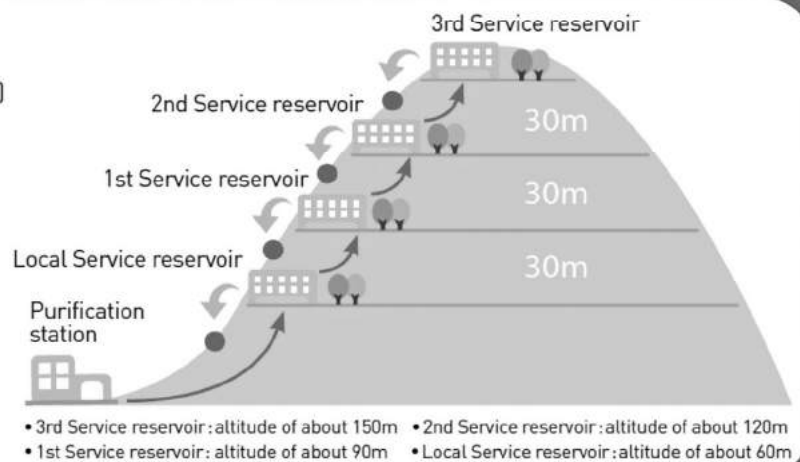 3rd Service reservoir
2nd Service reservoir
30m
1st Service reservoir
30m
Local Service reservoir
30m
Purification
station
• 3rd Service reservoir : altitude of about 150m • 2nd Service reservoir : altitude of about 120m
• 1st Service reservoir : altitude of about 90m • Local Service reservoir : altitude of about 60m